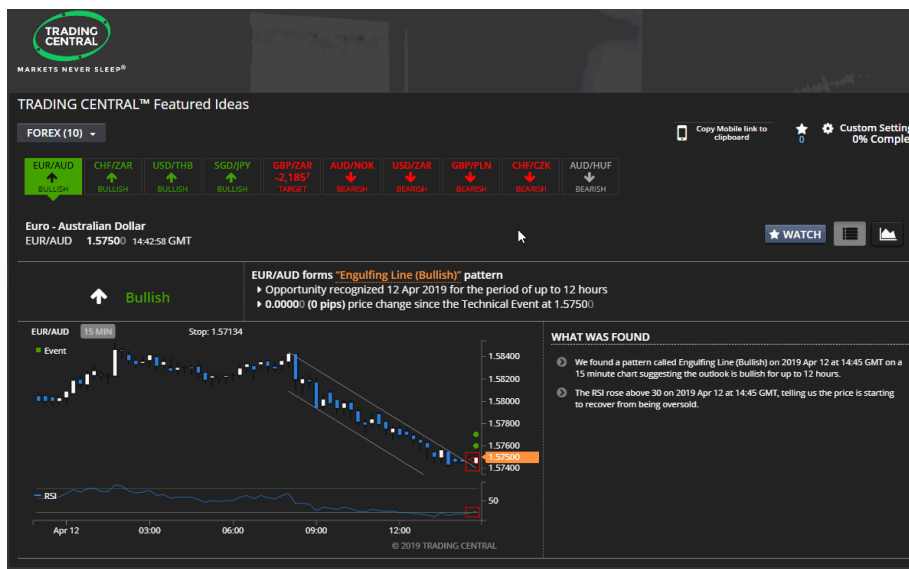 TRADING
CENTRAL
MARKETS NEVER SLEEP®
TRADING CENTRAL™ Featured Ideas
FOREX (10)
Copy Mobile link to
clipboard
0
Custom Setting
0% Comple
EUR/AUD
BULLISH
CHF/ZAR
BULLISH
USD/THB
BULLISH
SGD/JPY
BULLISH
GBP/ZAR
-2,185⁷
TARGET
AUD/NOK
BEARISH
USD/ZAR
BEARISH
GBP/PLN
BEARISH
CHF/CZK
BEARISH
AUD/HUF
BEARISH
Euro - Australian Dollar
EUR/AUD 1.57500 14:42:58 GMT
WATCH
Bullish
EUR/AUD forms "Engulfing Line (Bullish)" pattern
Opportunity recognized 12 Apr 2019 for the period of up to 12 hours
0.00000 (0 pips) price change since the Technical Event at 1.57500
EUR/AUD 15 MIN Stop: 1.57134
Event
1.58400
1.58200
1.58000
1.57800
1.57600
1.57500
1.57400
RSI
50
Apr 12 03:00 06:00 09:00 12:00
© 2019 TRADING CENTRAL
WHAT WAS FOUND
We found a pattern called Engulfing Line (Bullish) on 2019 Apr 12 at 14:45 GMT on a
15 minute chart suggesting the outlook is bullish for up to 12 hours.
The RSI rose above 30 on 2019 Apr 12 at 14:45 GMT, telling us the price is starting
to recover from being oversold.